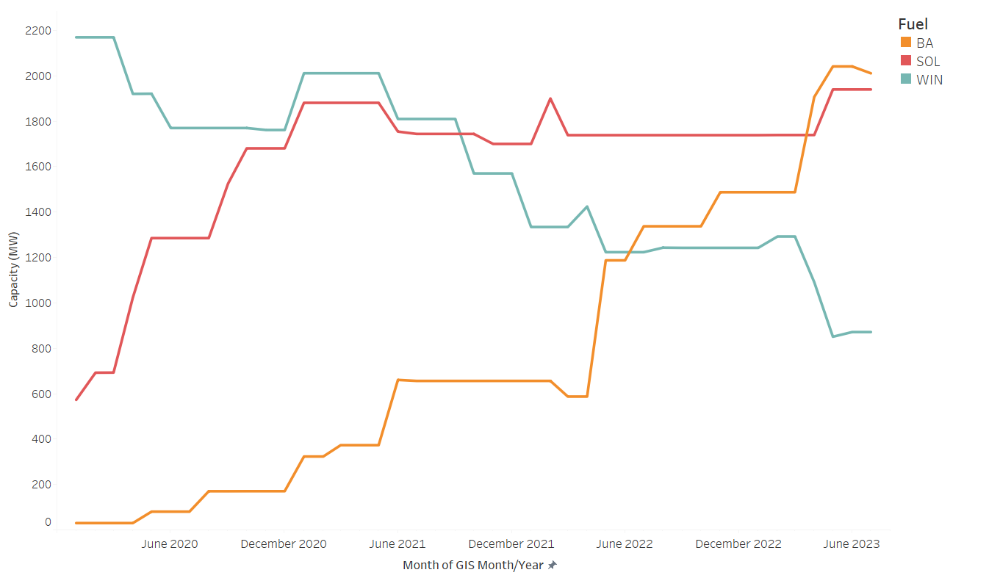 Fuel
BA
SOL
WIN
2200
2000
1800
1600
1400
1200
1000
800
600
400
200
0
Capacity (MW)
June 2020
December 2020
June 2021
December 2021
June 2022
December 2022
June 2023
Month of GIS Month/Year